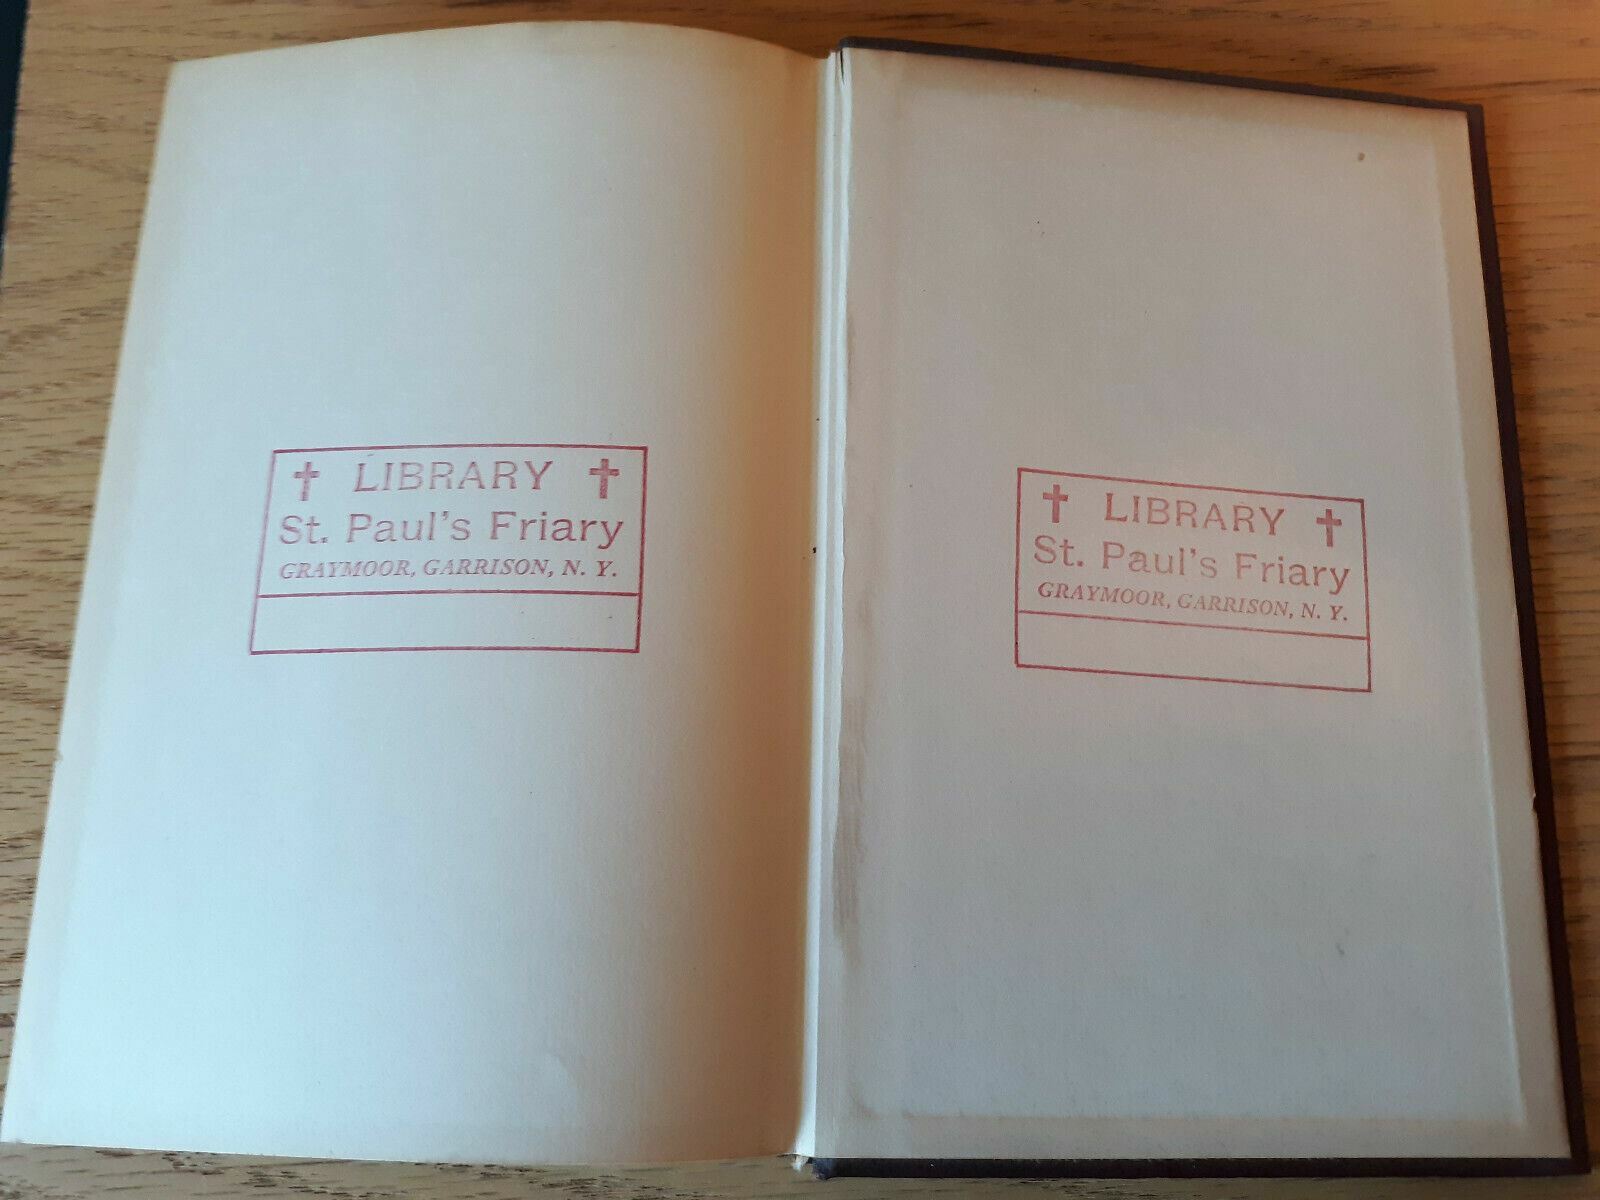 ✝ LIBRARY ✝
St. Paul's Friary
GRAYMOOR, GARRISON, N. Y.
✝ LIBRARY ✝
St. Paul's Friary
GRAYMOOR, GARRISON, N. Y.